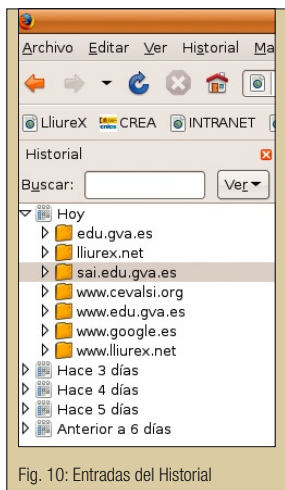 Archivo Editar Ver Historial Ma
LliureX CREA INTRANET
Historial
Buscar: Ver
Hoy
edu.gva.es
lliurex.net
sai.edu.gva.es
www.cevalsi.org
www.edu.gva.es
www.google.es
www.lliurex.net
Hace 3 días
Hace 4 días
Hace 5 días
Anterior a 6 días
Fig. 10: Entradas del Historial